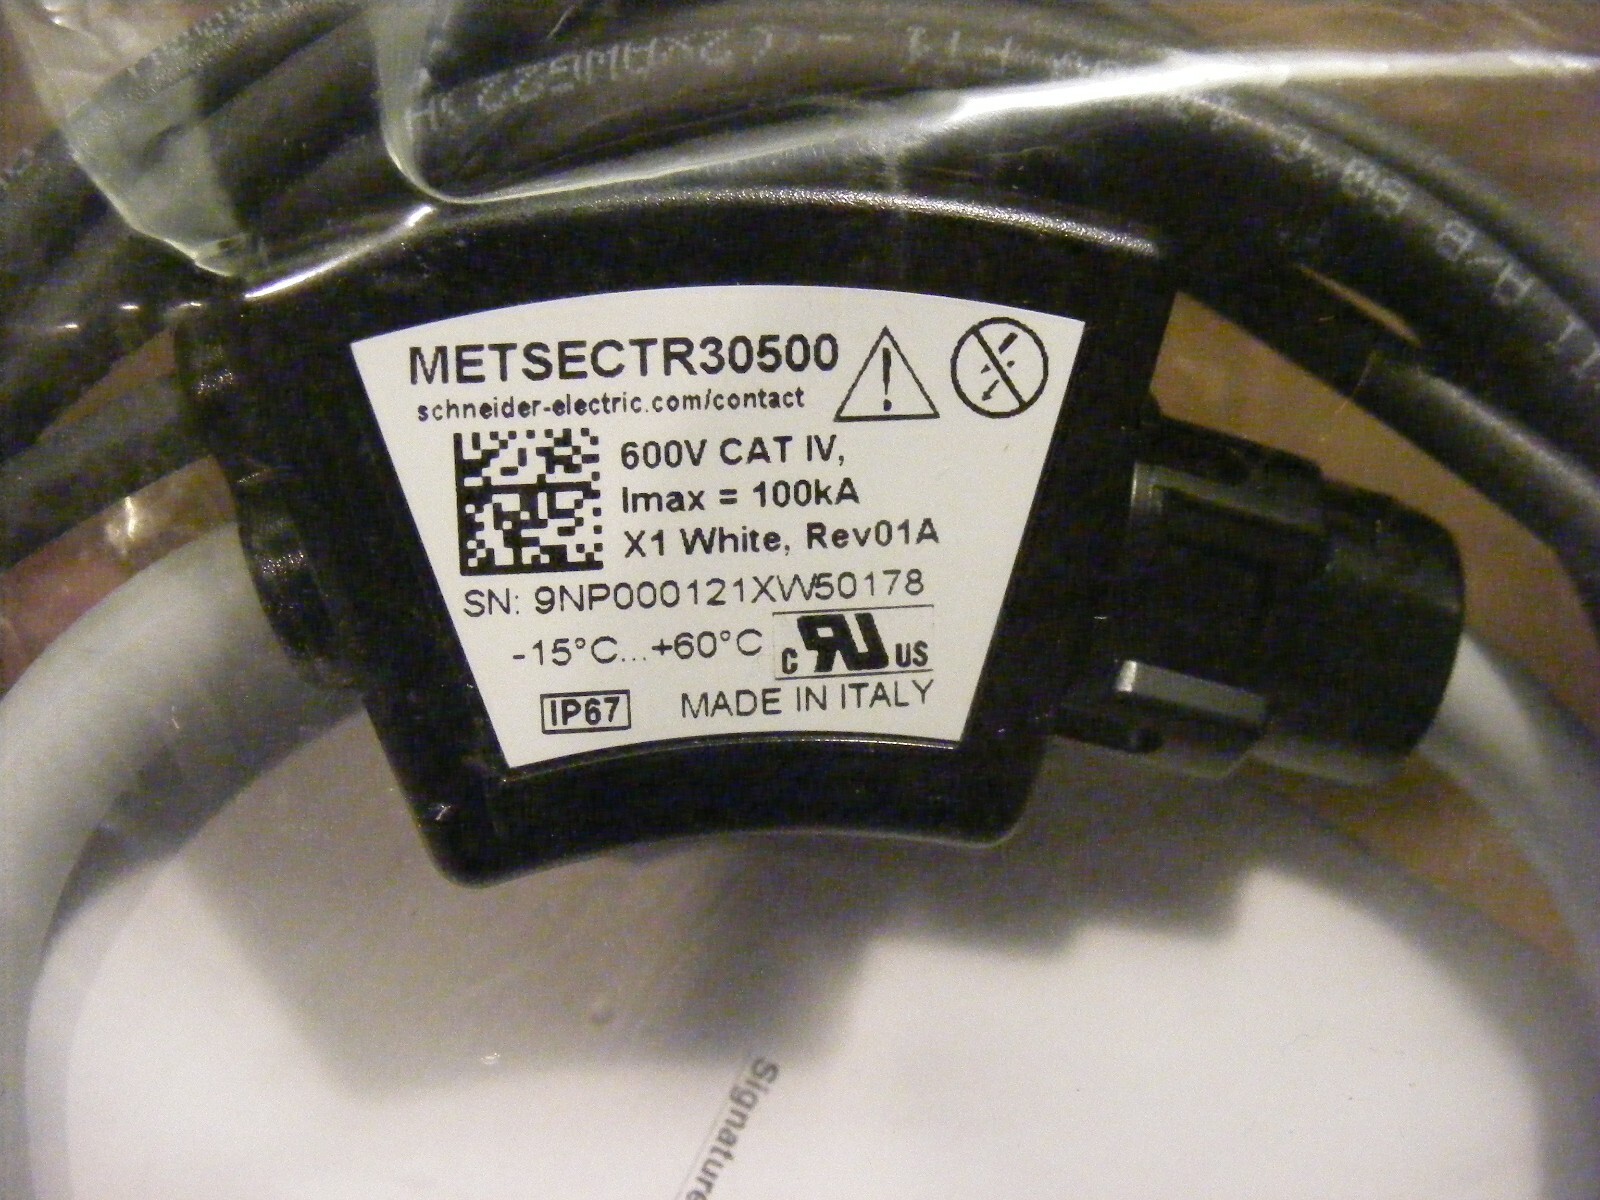 METSECTR30500
schneider-electric.com/contact
600V CAT IV,
Imax = 100kA
X1 White, Rev01A
SN: 9NP000121XW50178
-15°C...+60°C
c RU US
IP67
MADE IN ITALY
Signature